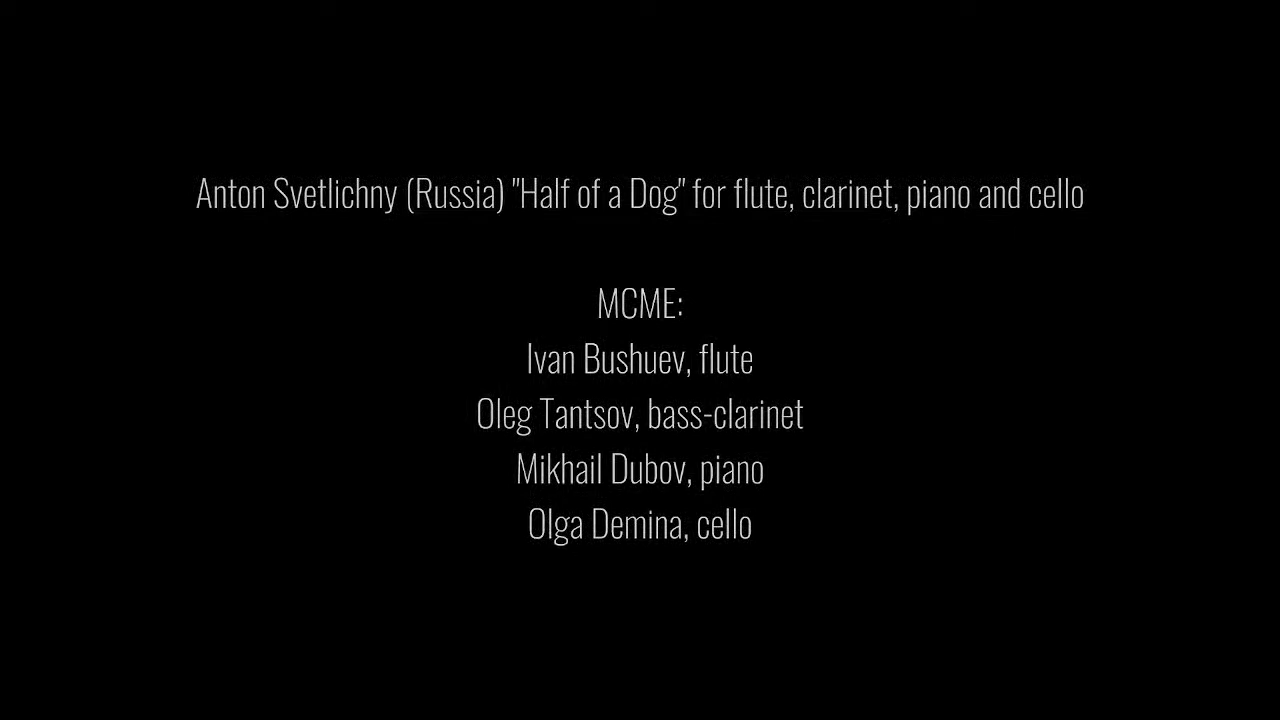 Anton Svetlichny (Russia) "Half of a Dog" for flute, clarinet, piano and cello
MCME:
Ivan Bushuev, flute
Oleg Tantsov, bass-clarinet
Mikhail Dubov, piano
Olga Demina, cello